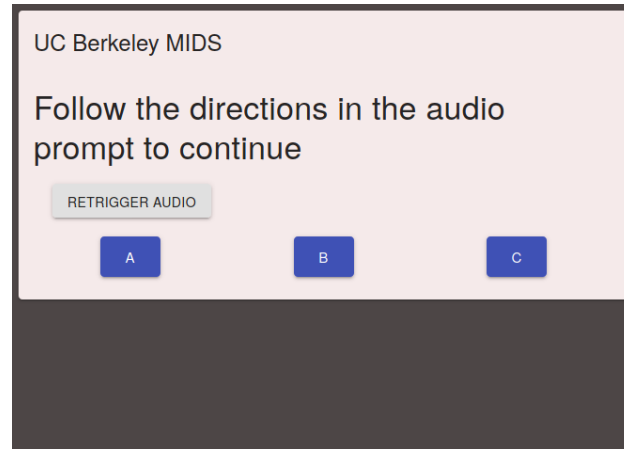 UC Berkeley MIDS
Follow the directions in the audio
prompt to continue
RETRIGGER AUDIO
A B C